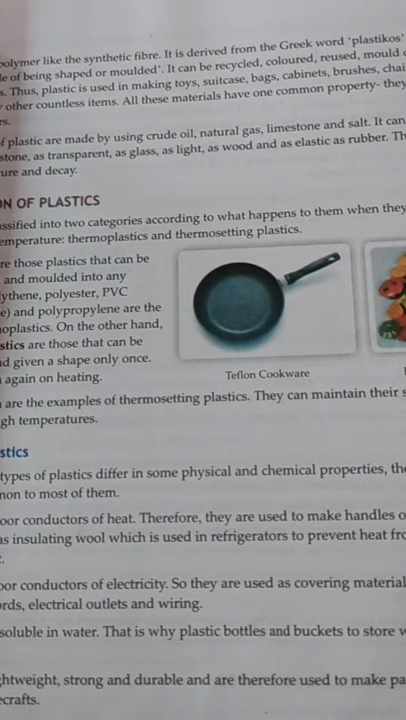 polymer like the synthetic fibre. It is derived from the Greek word 'plastikos'
of being shaped or moulded'. It can be recycled, coloured, reused, mould
Thus, plastic is used in making toys, suitcase, bags, cabinets, brushes, chai
other countless items. All these materials have one common property- they
rs.
f plastic are made by using crude oil, natural gas, limestone and salt. It can
stone, as transparent, as glass, as light, as wood and as elastic as rubber. Th
ure and decay.
ON OF PLASTICS
assified into two categories according to what happens to them when they
emperature: thermoplastics and thermosetting plastics.
re those plastics that can be
and moulded into any
lythene, polyester, PVC
e) and polypropylene are the
noplastics. On the other hand,
stics are those that can be
d given a shape only once.
again on heating.
Teflon Cookware
are the examples of thermosetting plastics. They can maintain their s
gh temperatures.
stics
types of plastics differ in some physical and chemical properties, the
non to most of them.
oor conductors of heat. Therefore, they are used to make handles o
as insulating wool which is used in refrigerators to prevent heat fro
t.
oor conductors of electricity. So they are used as covering material
rds, electrical outlets and wiring.
soluble in water. That is why plastic bottles and buckets to store w
ghtweight, strong and durable and are therefore used to make pa
ecrafts.